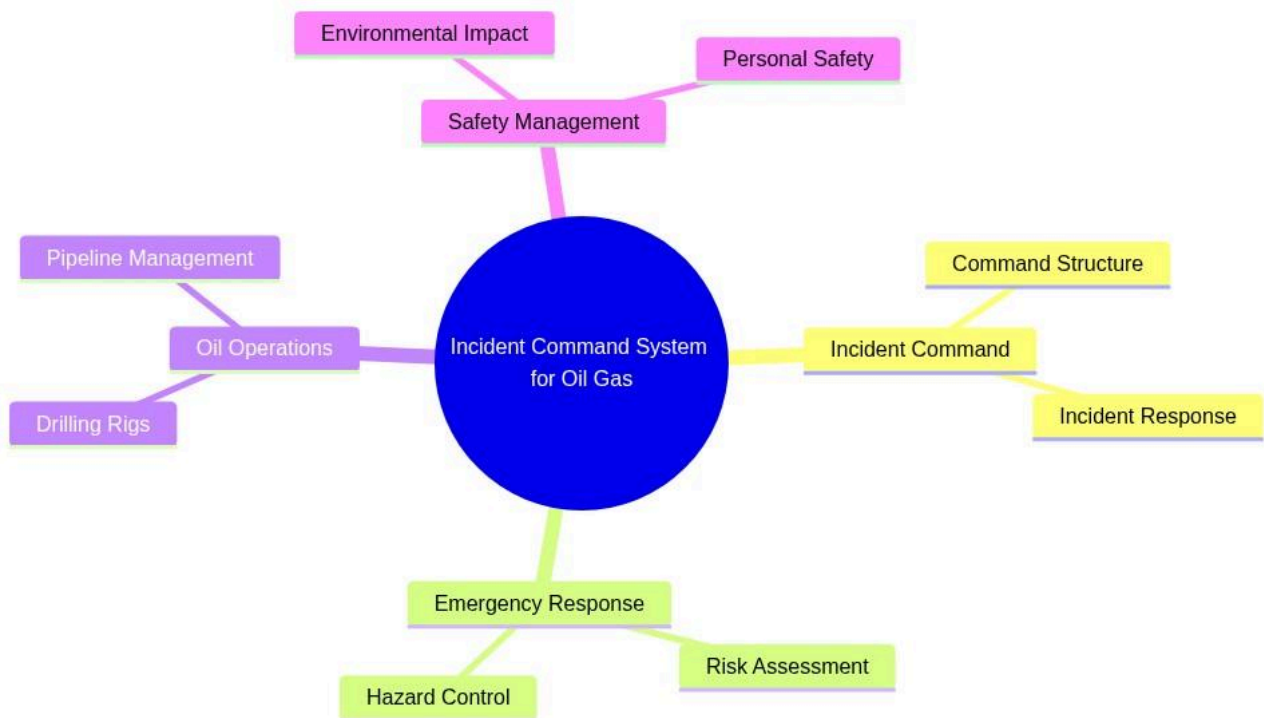 Environmental Impact
Personal Safety
Safety Management
Pipeline Management
Command Structure
Oil Operations
Incident Command System
for Oil Gas
Incident Command
Drilling Rigs
Incident Response
Emergency Response
Risk Assessment
Hazard Control